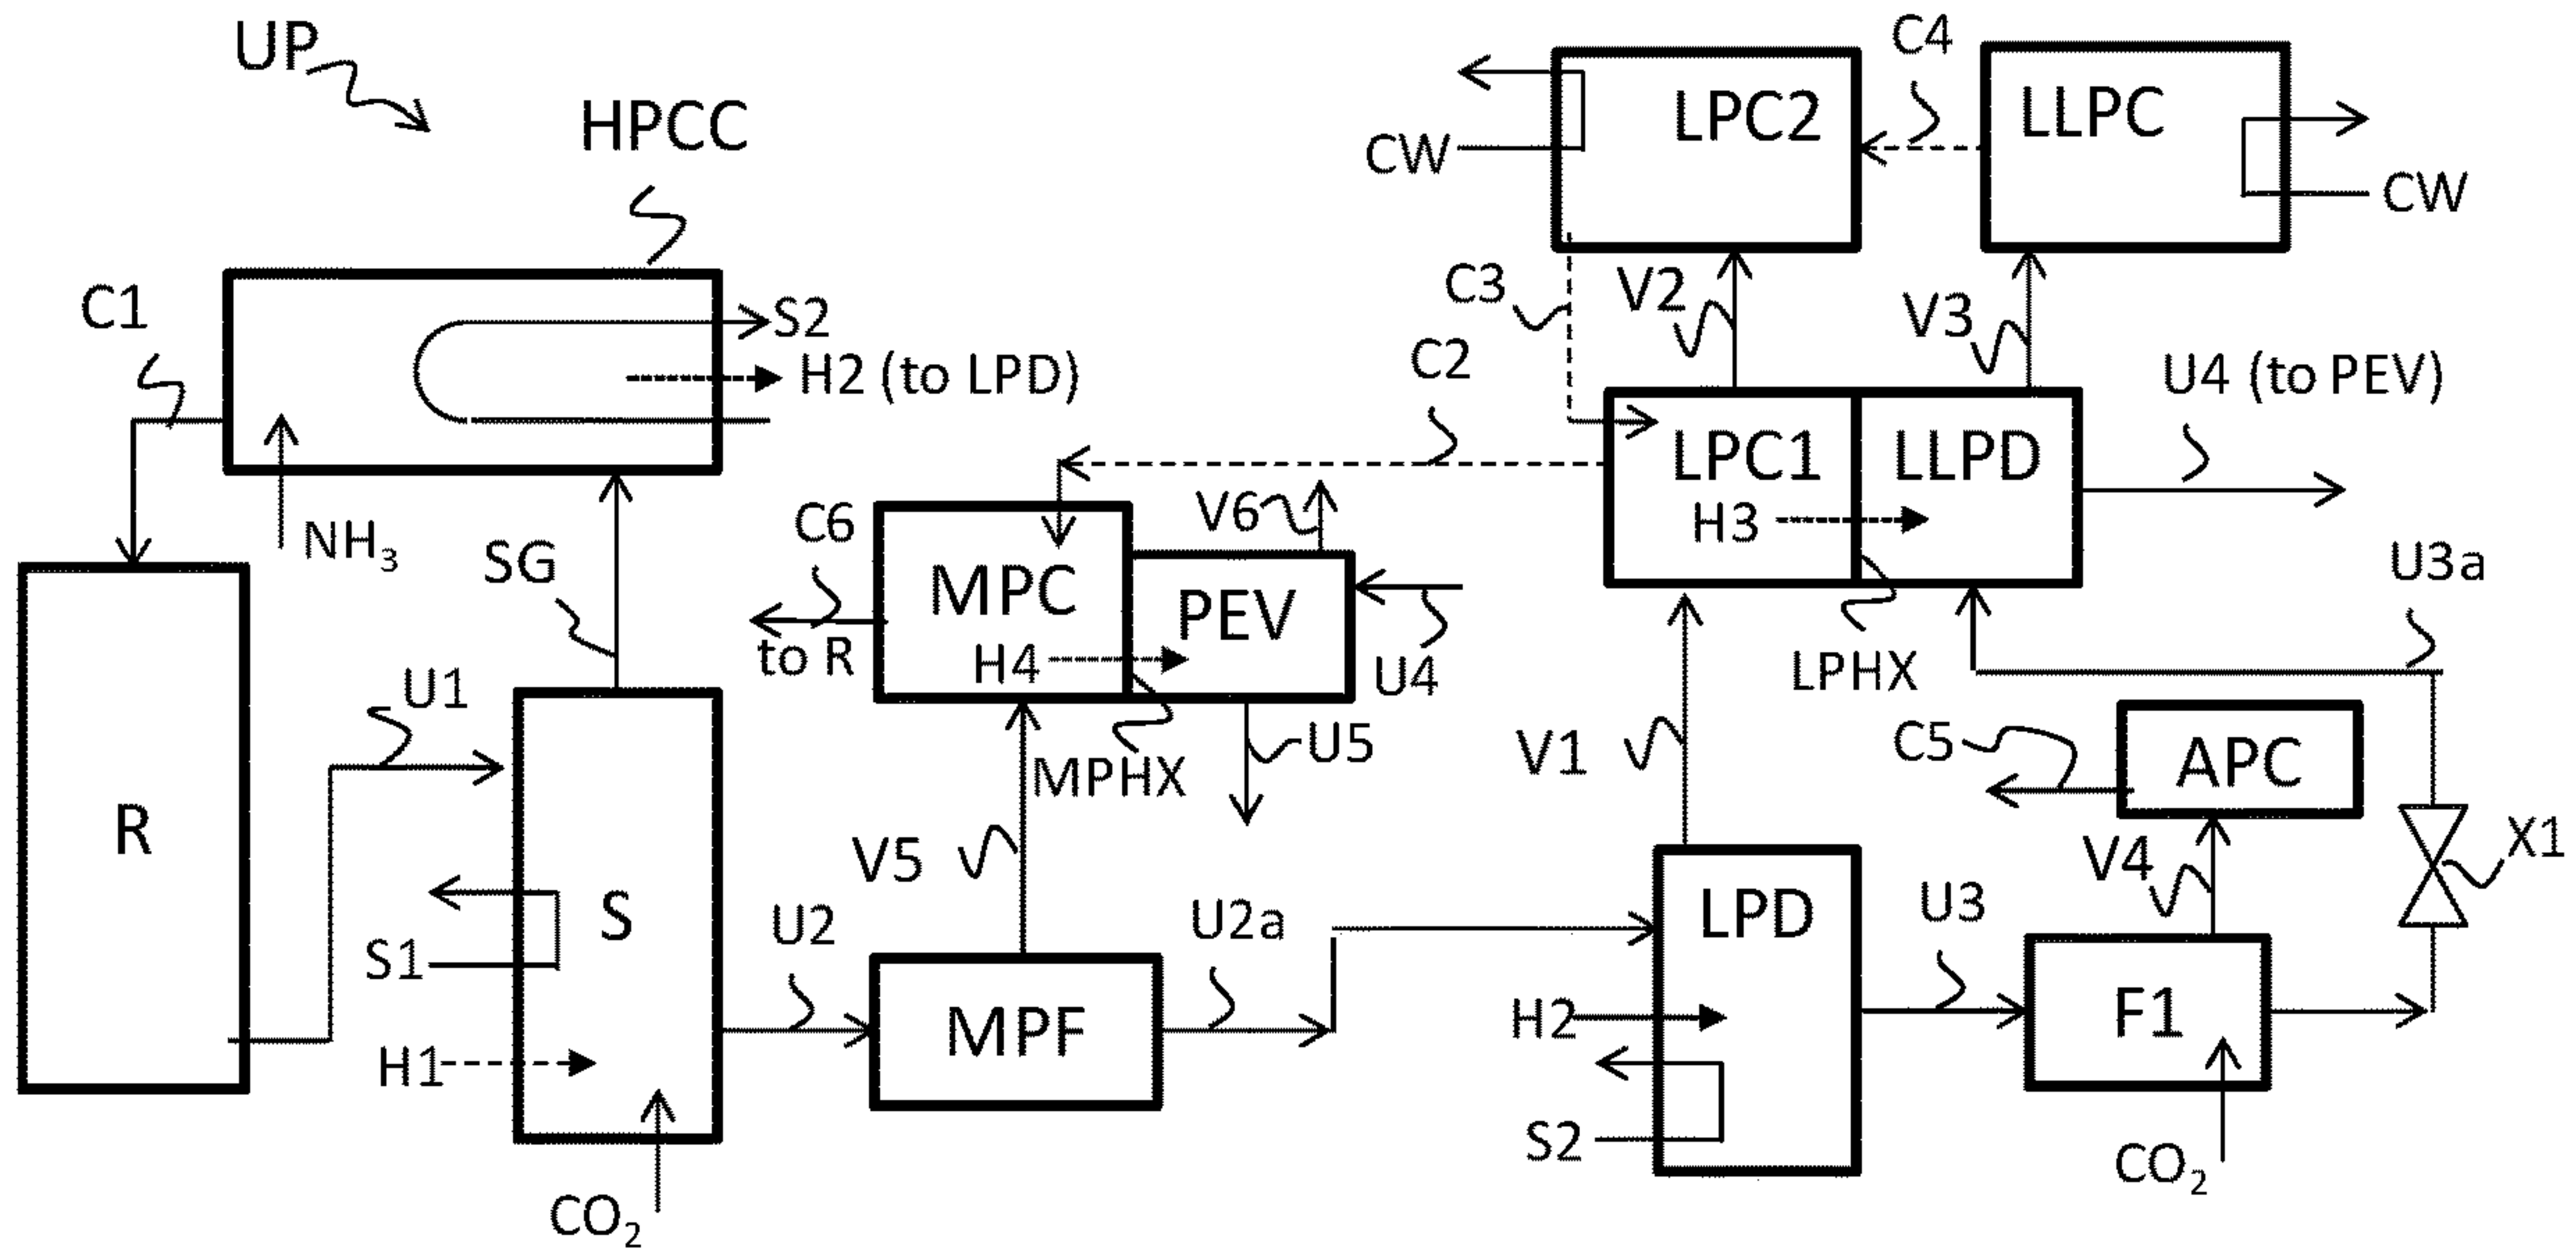 UP
HPCC
C1
S2
H2 (to LPD)
NH3
SG
R
U1
S
S1
H1
CO2
U2
MPF
V5
U2a
C6
to R
MPC
H4
PEV
V6
U4
MPHX
U5
C2
C3
CW
LPC2
C4
LLPC
CW
V2
V3
LPC1
LLPD
H3
U4 (to PEV)
LPHX
U3a
V1
C5
APC
V4
X1
LPD
H2
S2
U3
F1
CO2